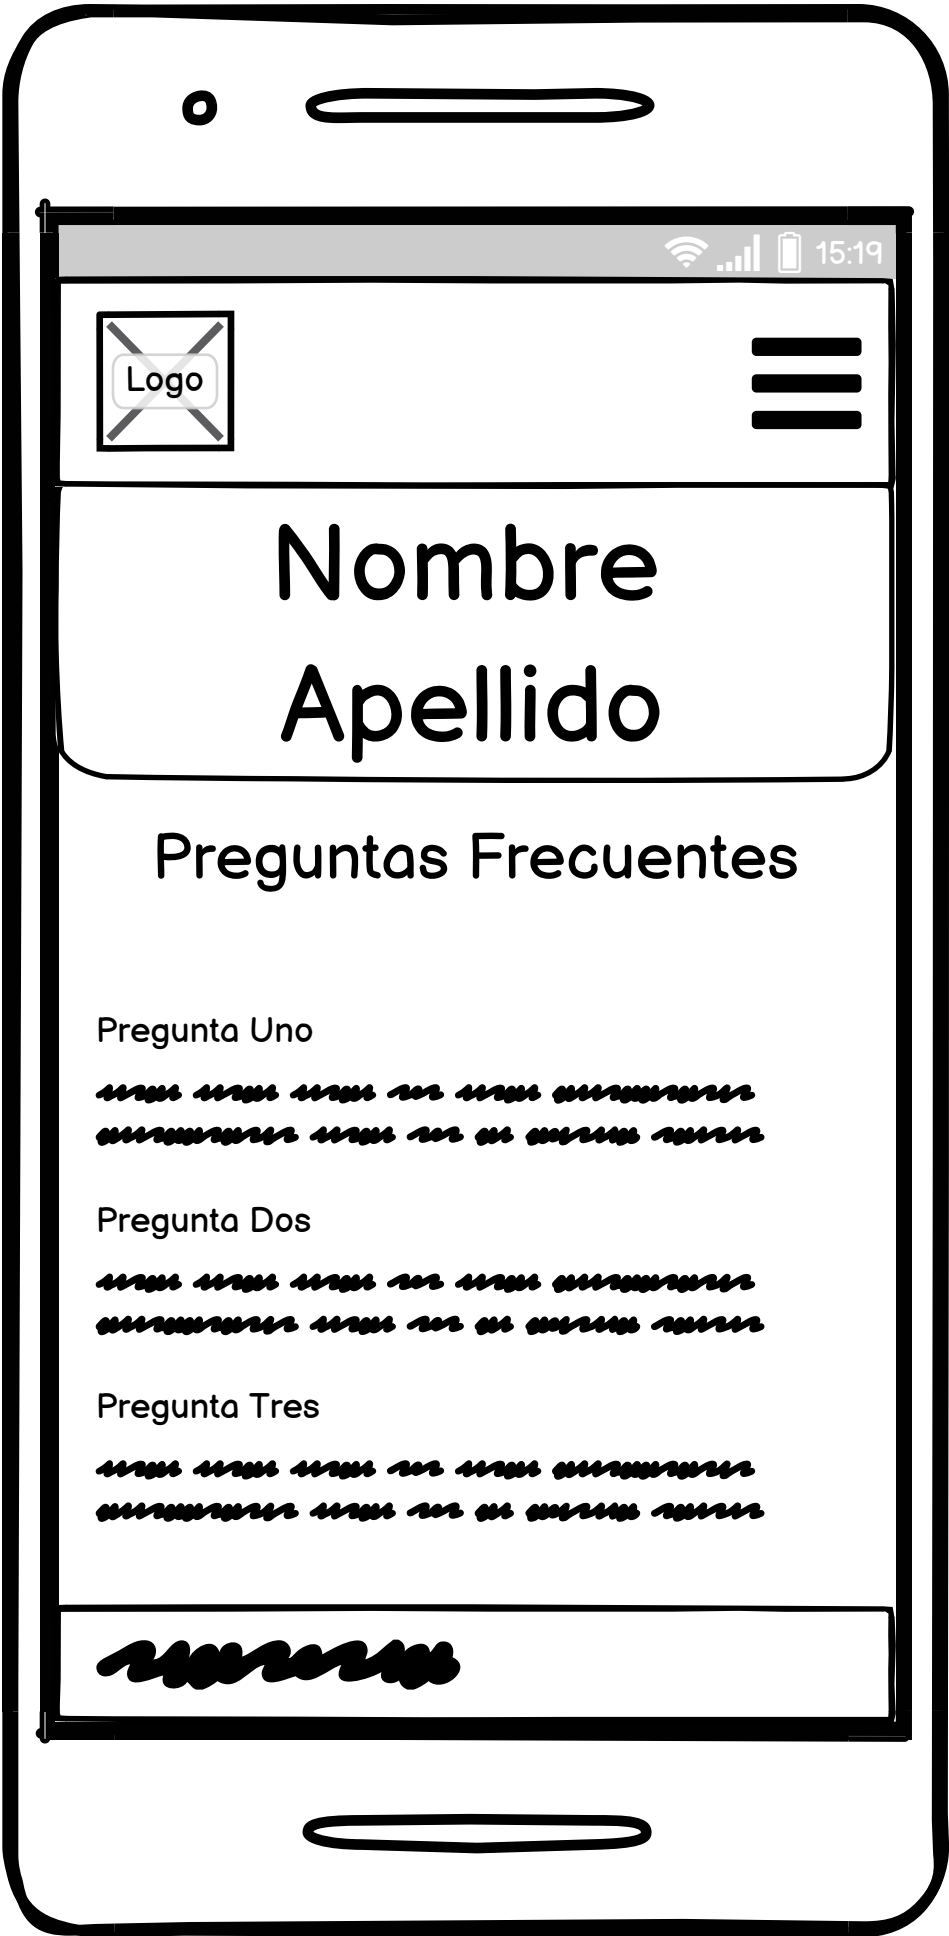 15:19
Logo
Nombre
Apellido
Preguntas Frecuentes
Pregunta Uno
Pregunta Dos
Pregunta Tres